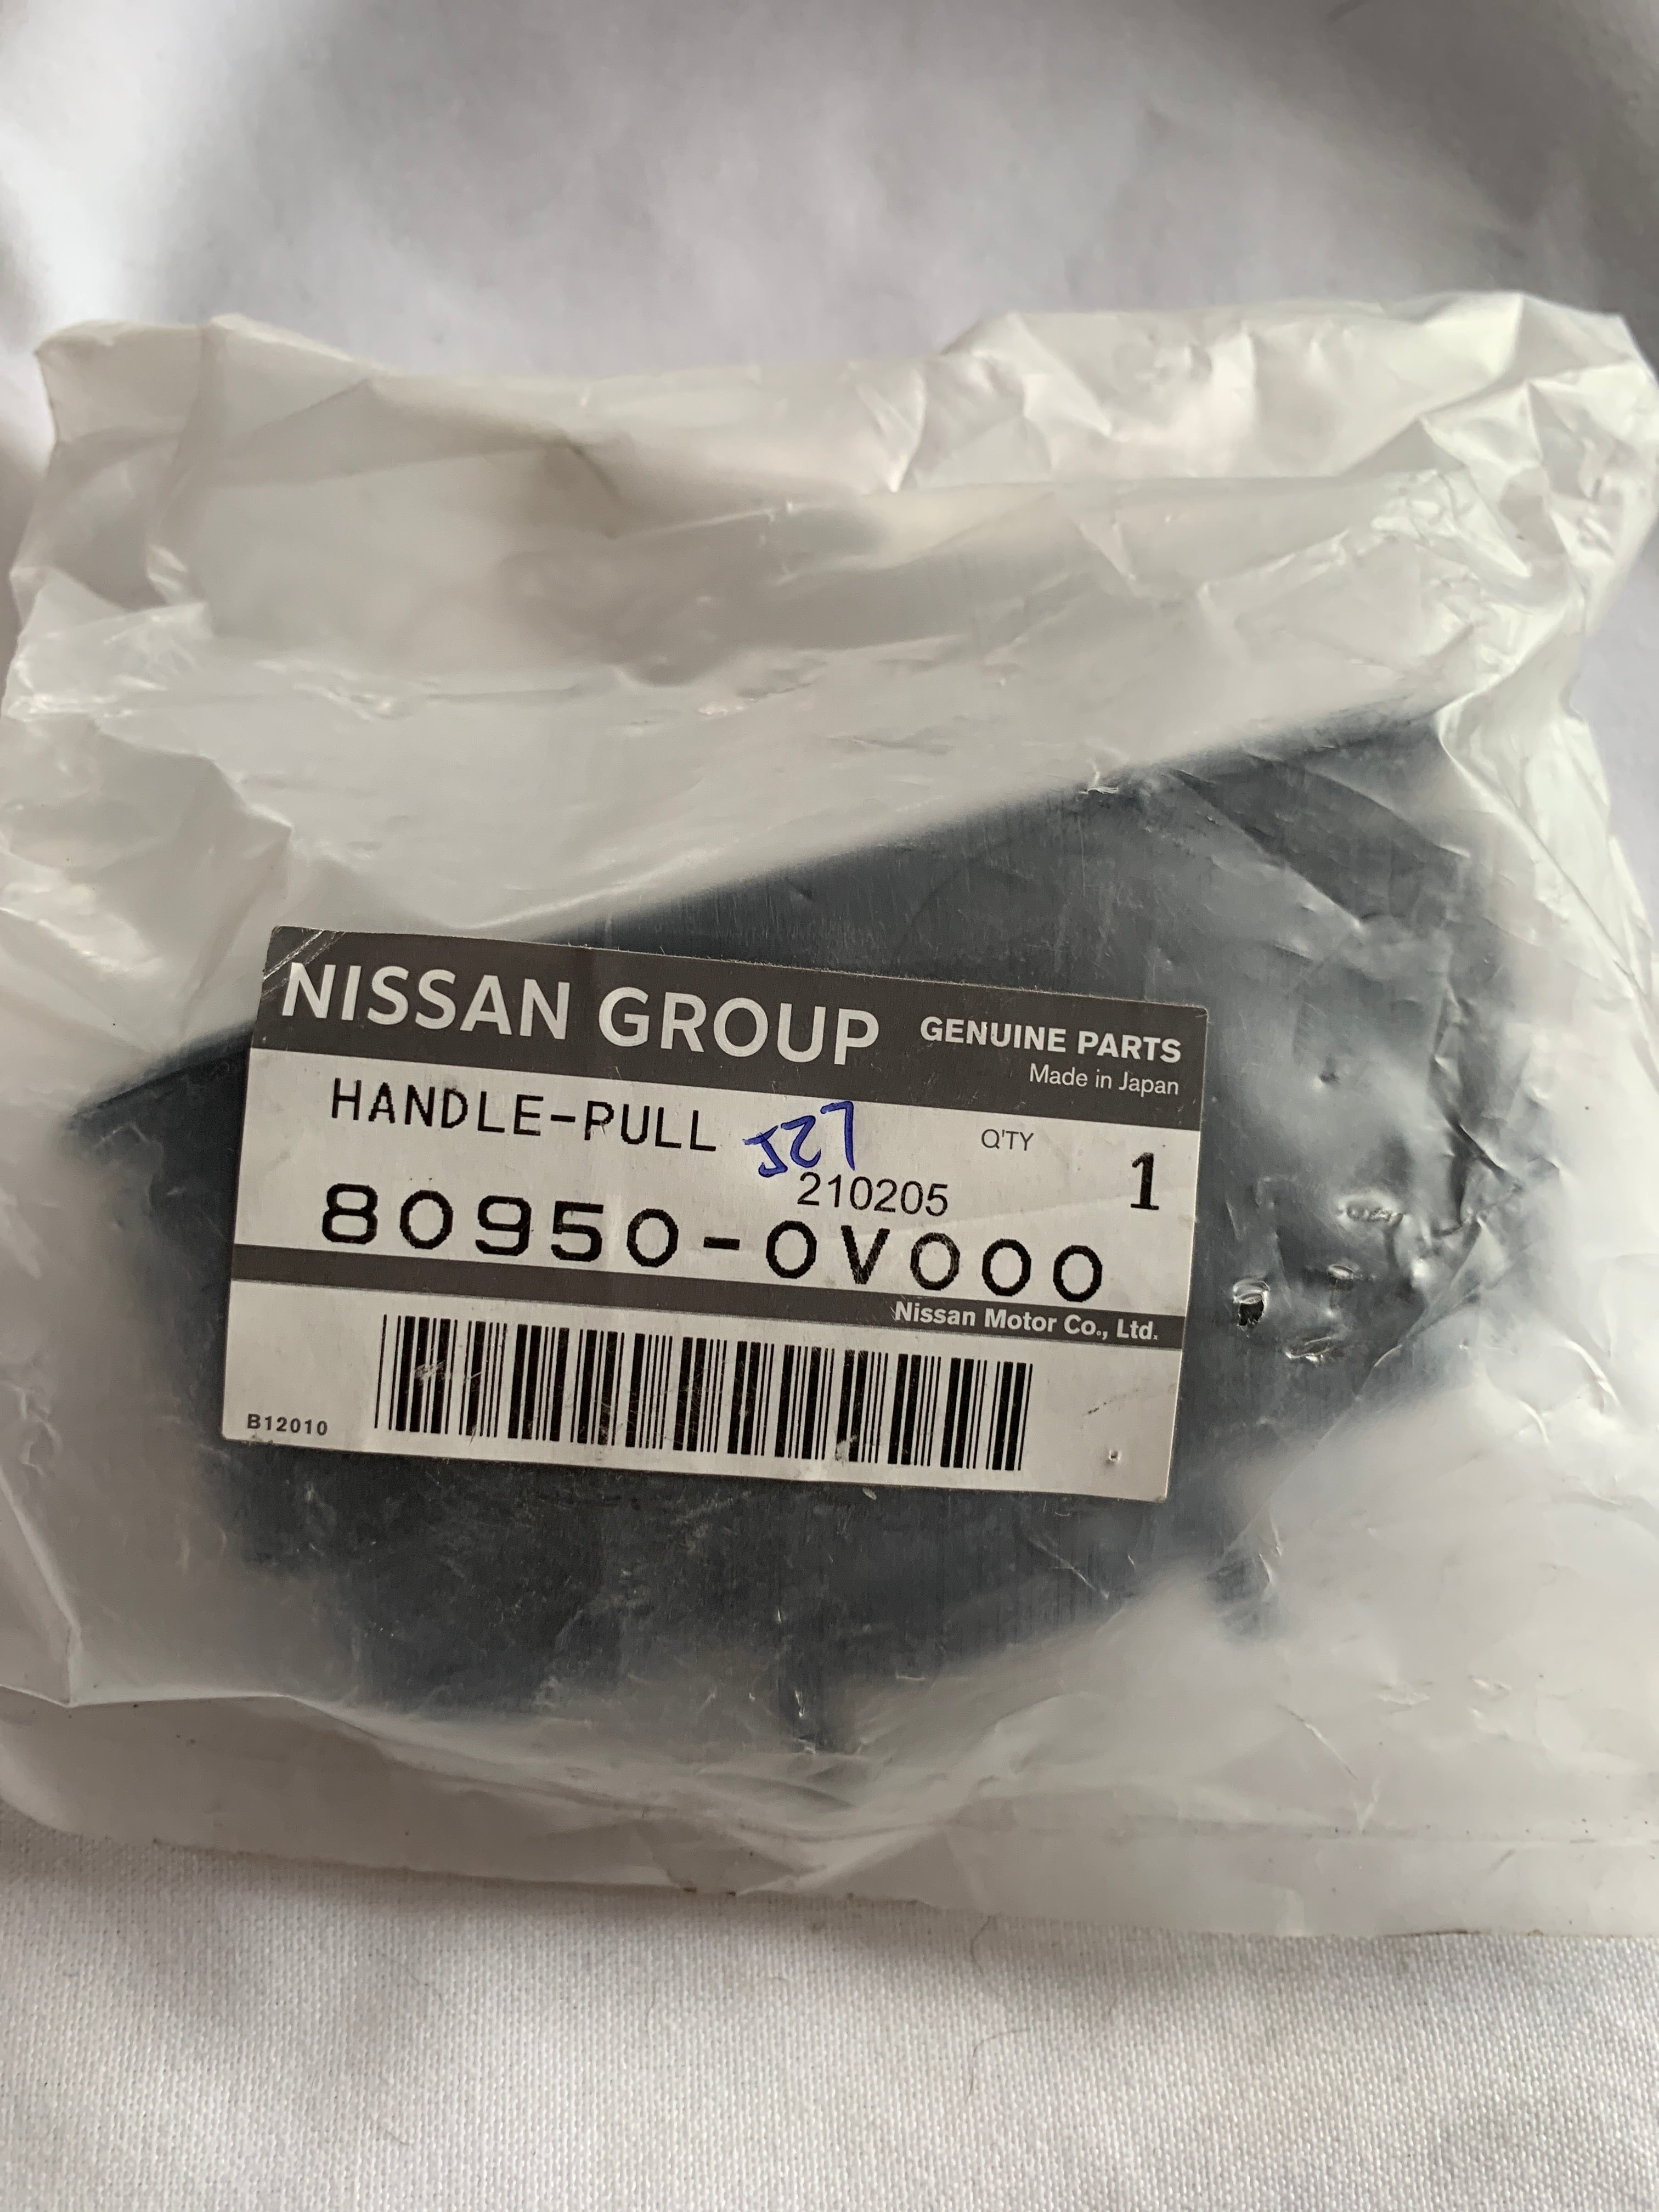 NISSAN GROUP GENUINE PARTS
Made in Japan
HANDLE-PULL Q'TY 1
210205
80950-0V000
Nissan Motor Co., Ltd.
B12010